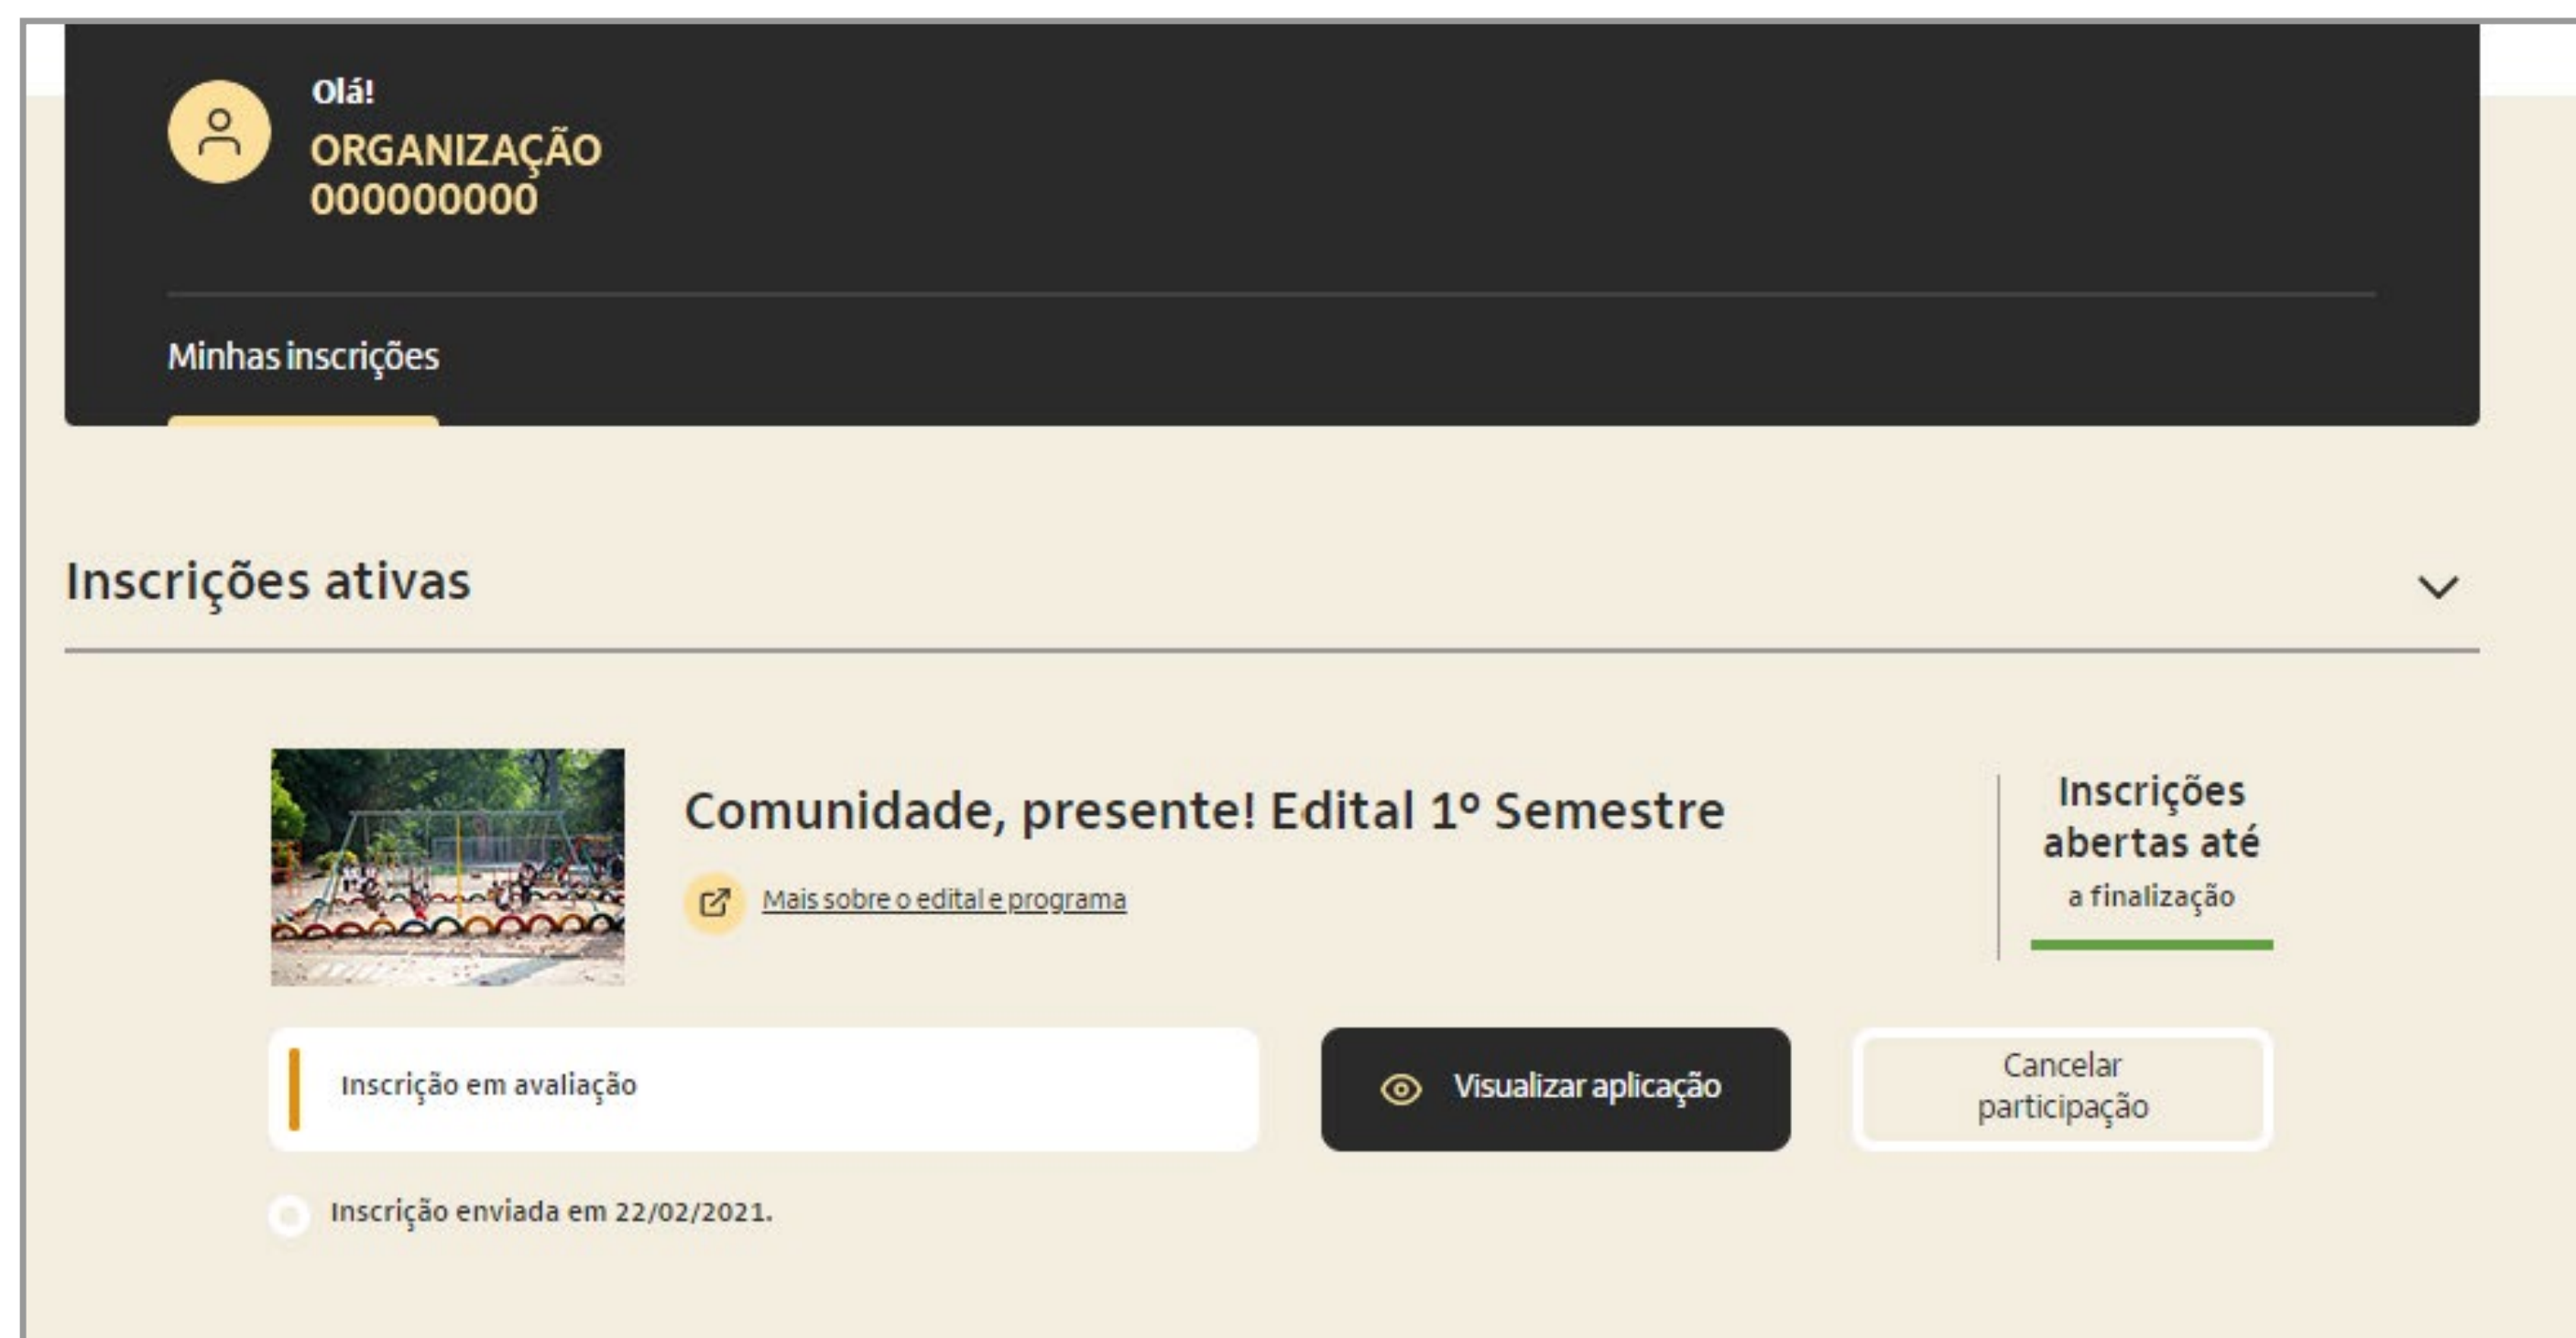 Olá!
ORGANIZAÇÃO
000000000
Minhas inscrições
Inscrições ativas
Comunidade, presente! Edital 1º Semestre
Mais sobre o edital e programa
Inscrições
abertas até
a finalização
Inscrição em avaliação
Visualizar aplicação
Cancelar
participação
Inscrição enviada em 22/02/2021.